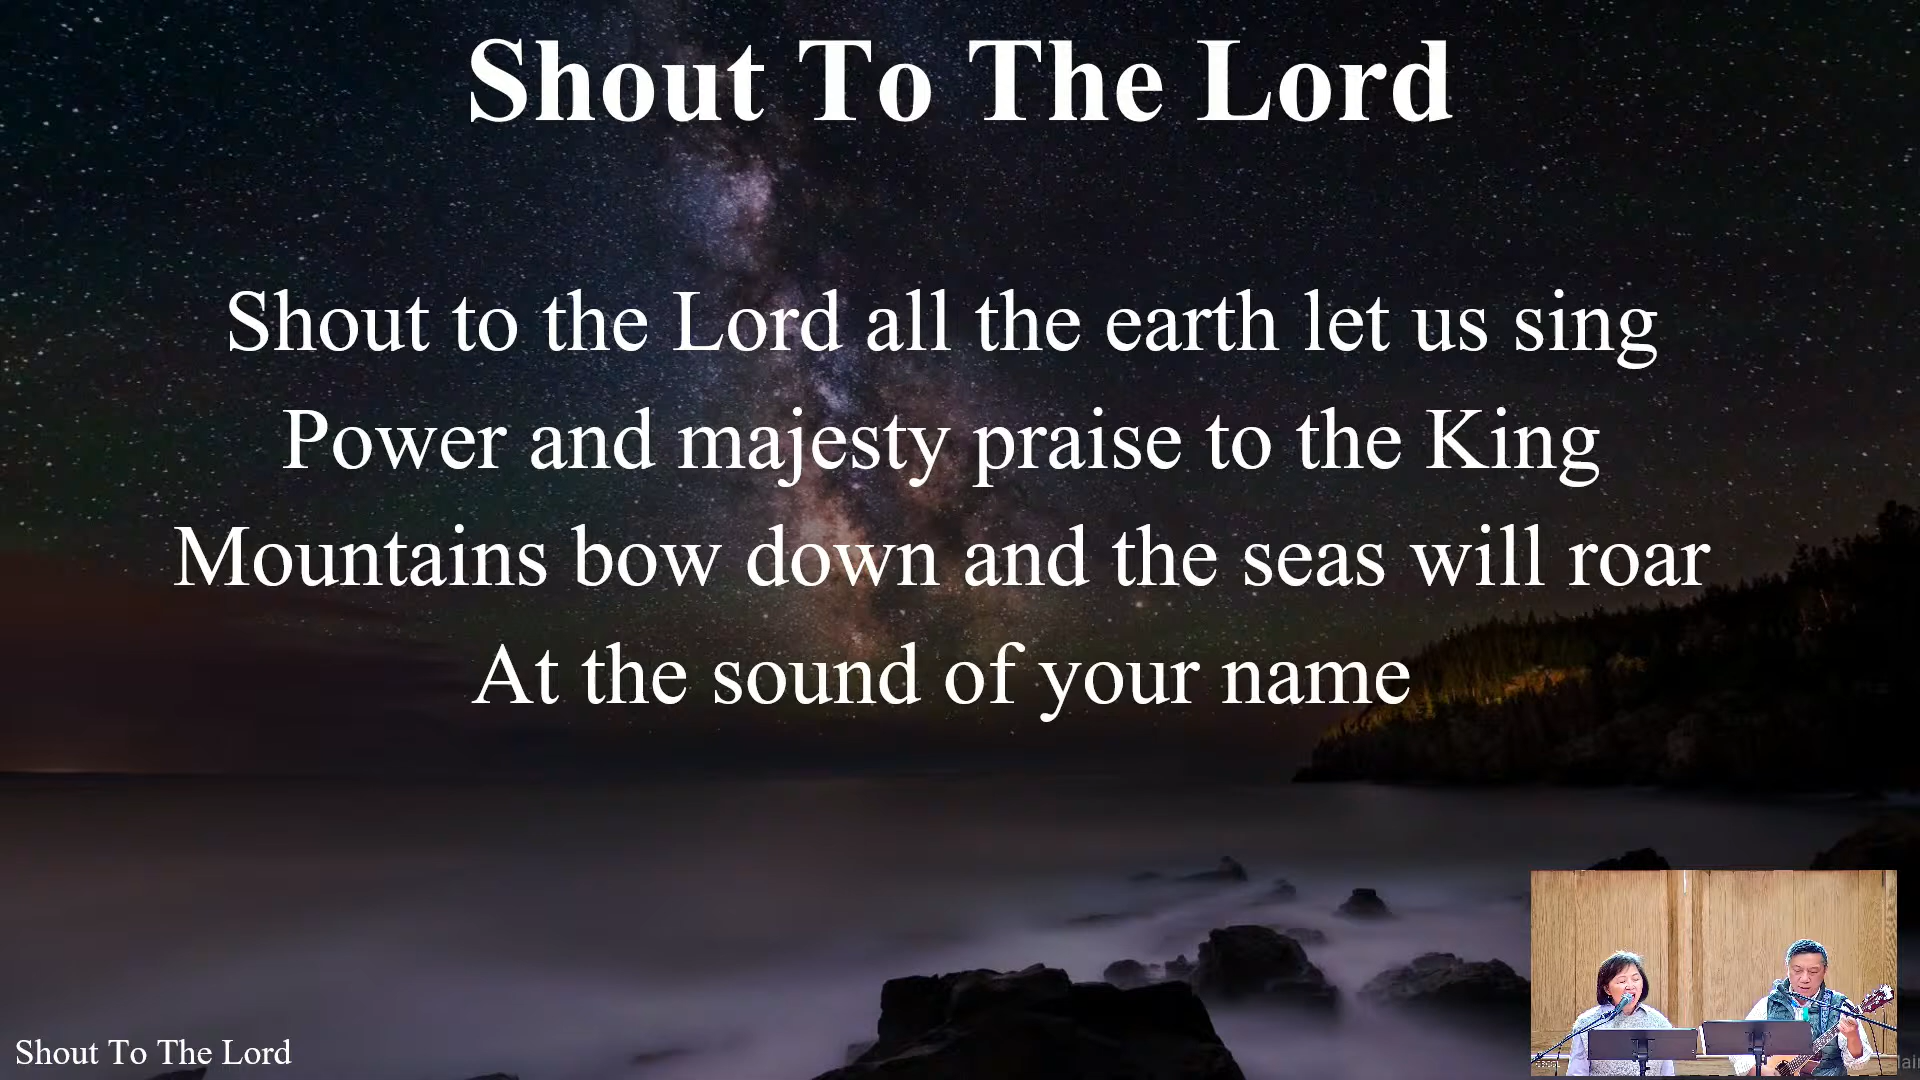 Shout To The Lord
Shout to the Lord all the earth let us sing
Power and majesty praise to the King
Mountains bow down and the seas will roar
At the sound of your name
Shout To The Lord